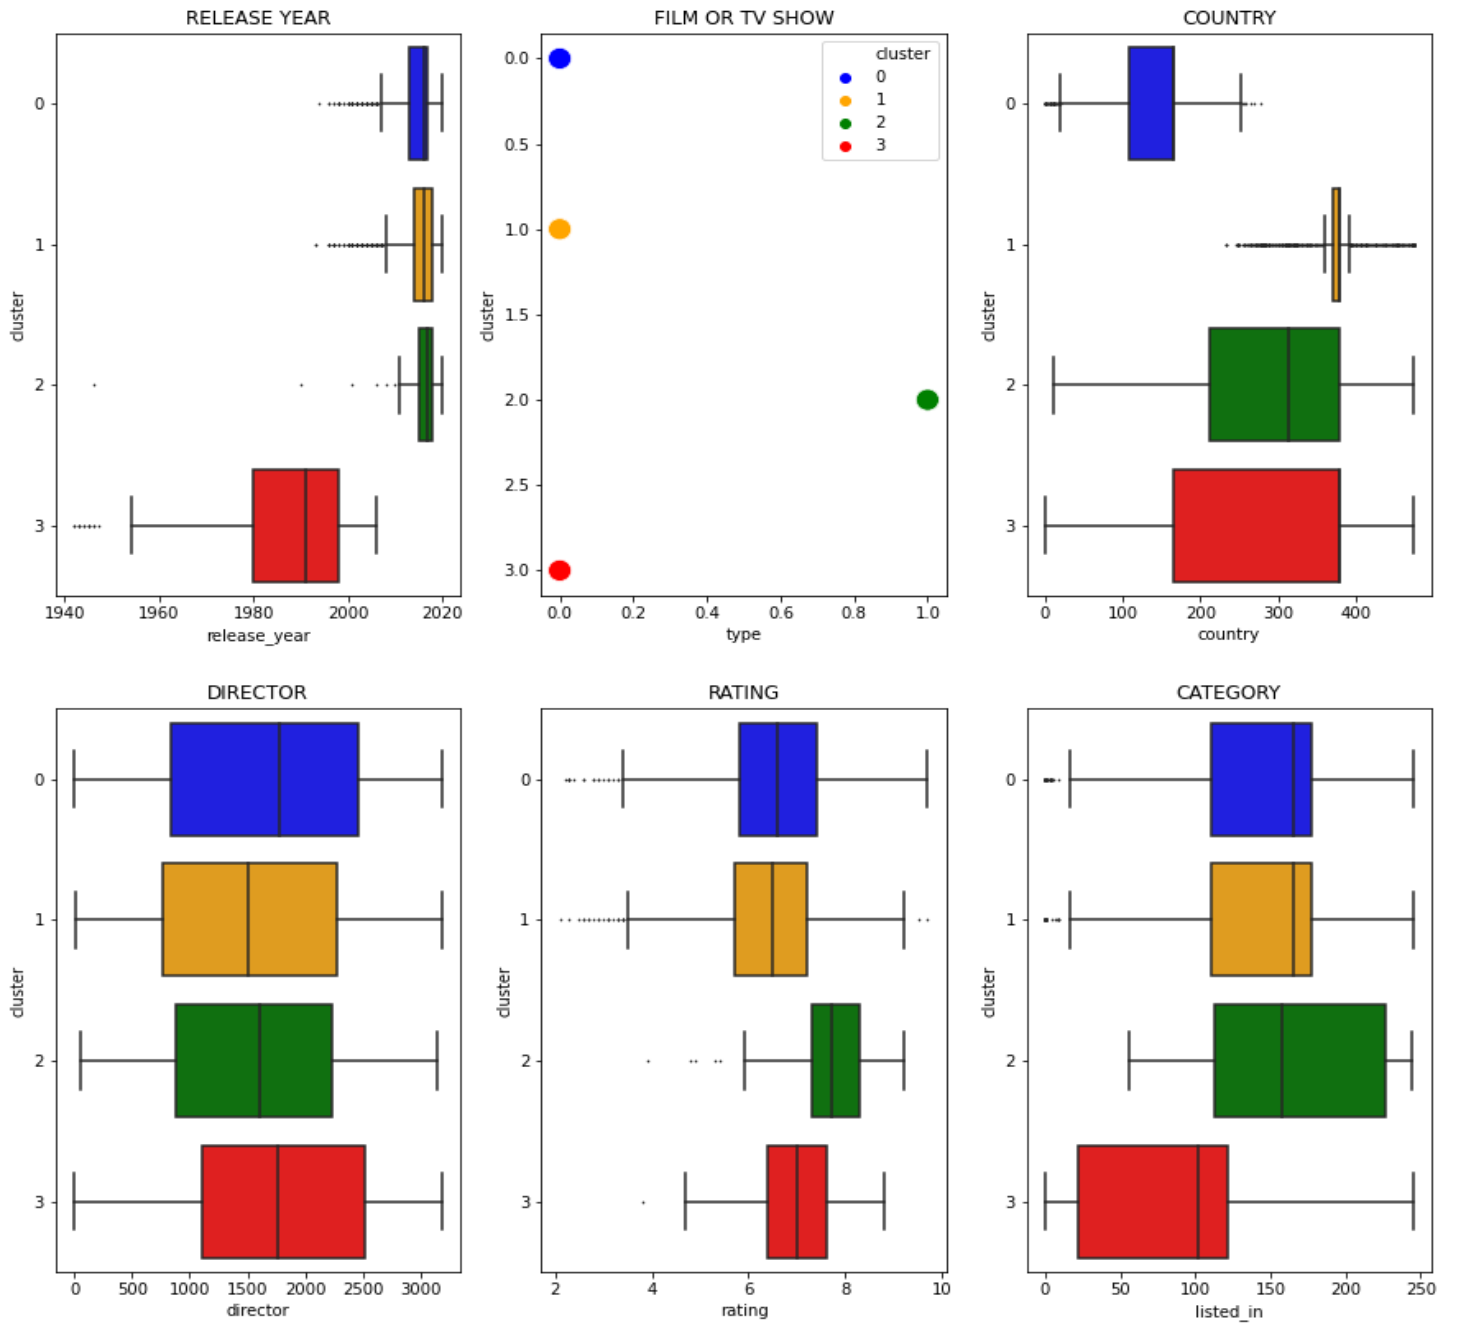 RELEASE YEAR
0
1
2
3
cluster
1940 1960 1980 2000 2020
release_year
FILM OR TV SHOW
0.0
0.5
1.0
1.5
2.0
2.5
3.0
cluster
cluster
0
1
2
3
0.0 0.2 0.4 0.6 0.8 1.0
type
COUNTRY
0
1
2
3
cluster
0 100 200 300 400
country
DIRECTOR
0
1
2
3
cluster
0 500 1000 1500 2000 2500 3000
director
RATING
0
1
2
3
cluster
2 4 6 8 10
rating
CATEGORY
0
1
2
3
cluster
0 50 100 150 200 250
listed_in